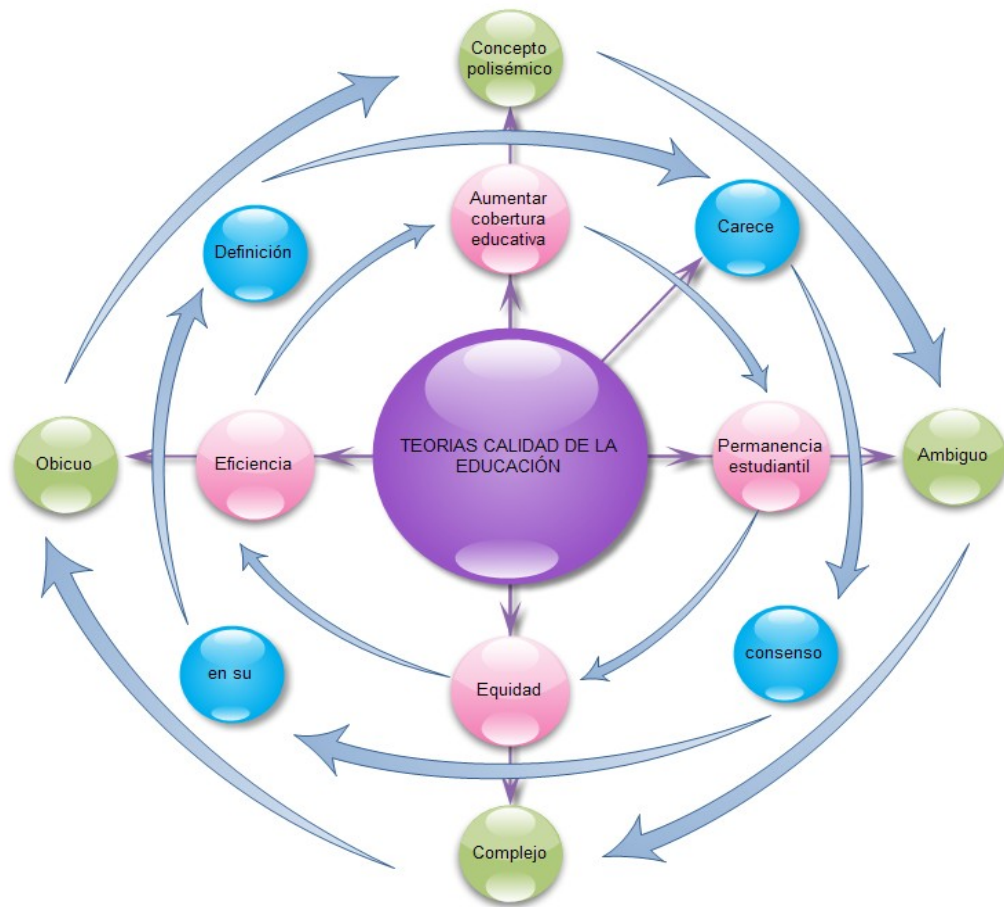 Concepto
polisémico
Aumentar
cobertura
educativa
Carece
Definición
TEORIAS CALIDAD DE LA
EDUCACIÓN
Obicuo
Eficiencia
Permanencia
estudiantil
Ambiguo
en su
consenso
Equidad
Complejo